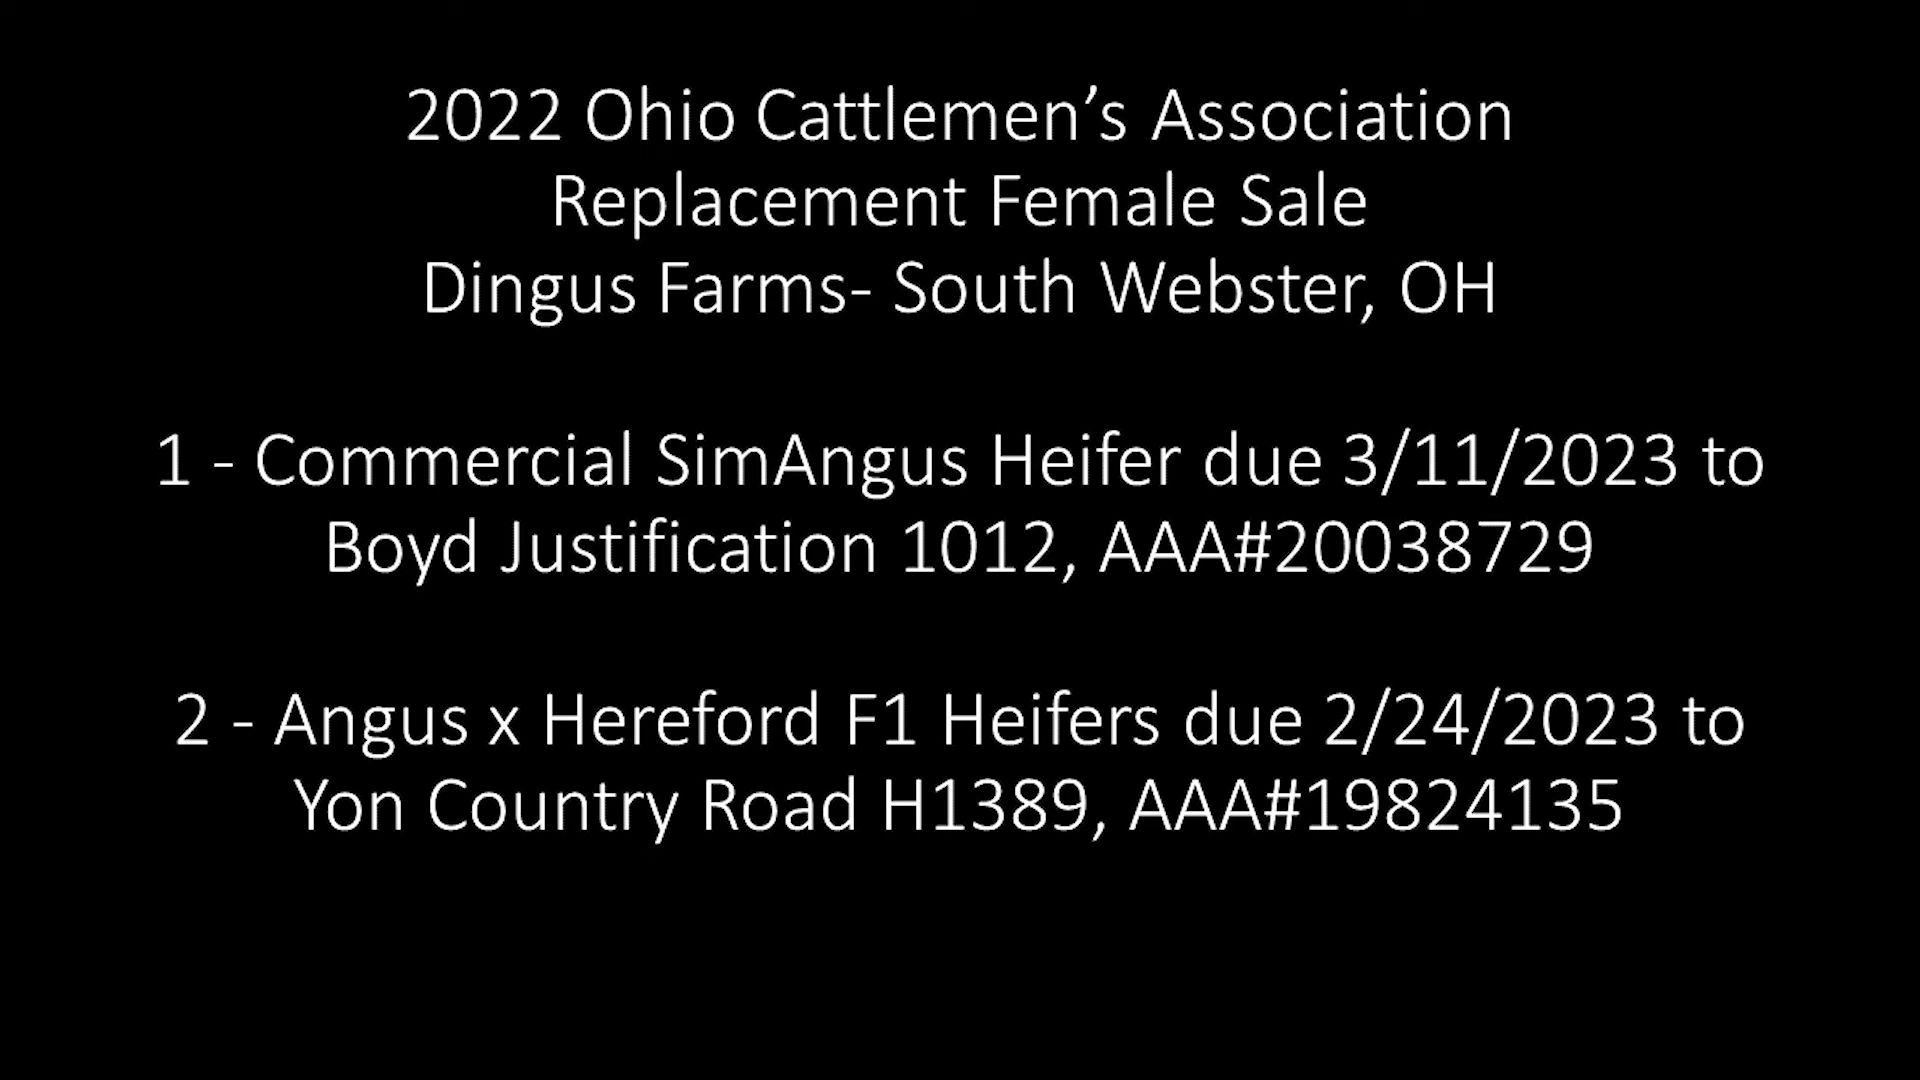 2022 Ohio Cattlemen’s Association
Replacement Female Sale
Dingus Farms- South Webster, OH
1 - Commercial SimAngus Heifer due 3/11/2023 to
Boyd Justification 1012, AAA#20038729
2 - Angus x Hereford F1 Heifers due 2/24/2023 to
Yon Country Road H1389, AAA#19824135